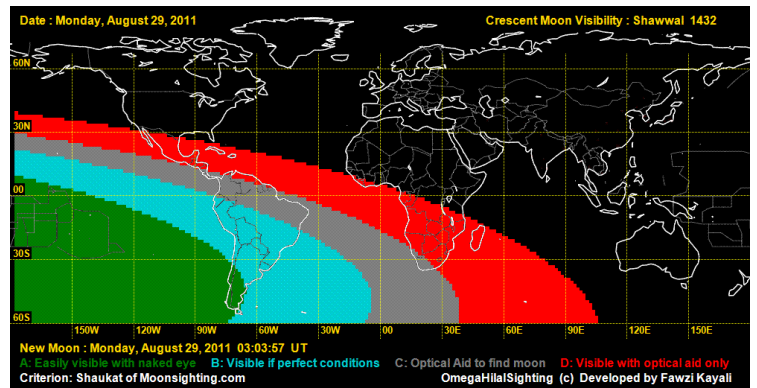 Date : Monday, August 29, 2011 Crescent Moon Visibility : Shawwal 1432
60N
30N
00
30S
60S
150W 120W 90W 60W 30W 00 30E 60E 90E 120E 150E
New Moon : Monday, August 29, 2011 03:03:57 UT
A: Easily visible with naked eye B: Visible if perfect conditions C: Optical Aid to find moon D: Visible with optical aid only
Criterion: Shaukat of Moonsighting.com OmegaHilalSighting (c) Developed by Fawzi Kayali